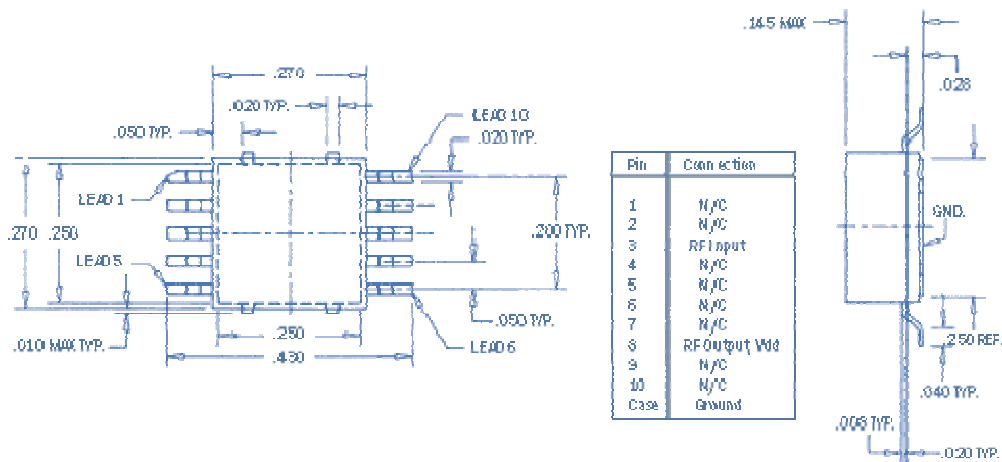 .145 MAX
.028
.270
.020 TYP.
.050 TYP.
LEAD 10
.020 TYP.
LEAD 1
.270 .250
.200 TYP.
LEAD 5
.050 TYP.
LEAD 6
.010 MAX TYP.
.250
.430
Pin Connection
1 N/C
2 N/C
3 RF Input
4 N/C
5 N/C
6 N/C
7 N/C
8 RF Output, Vdd
9 N/C
10 N/C
Case Ground
GND.
.250 REF.
.040 TYP.
.020 TYP.